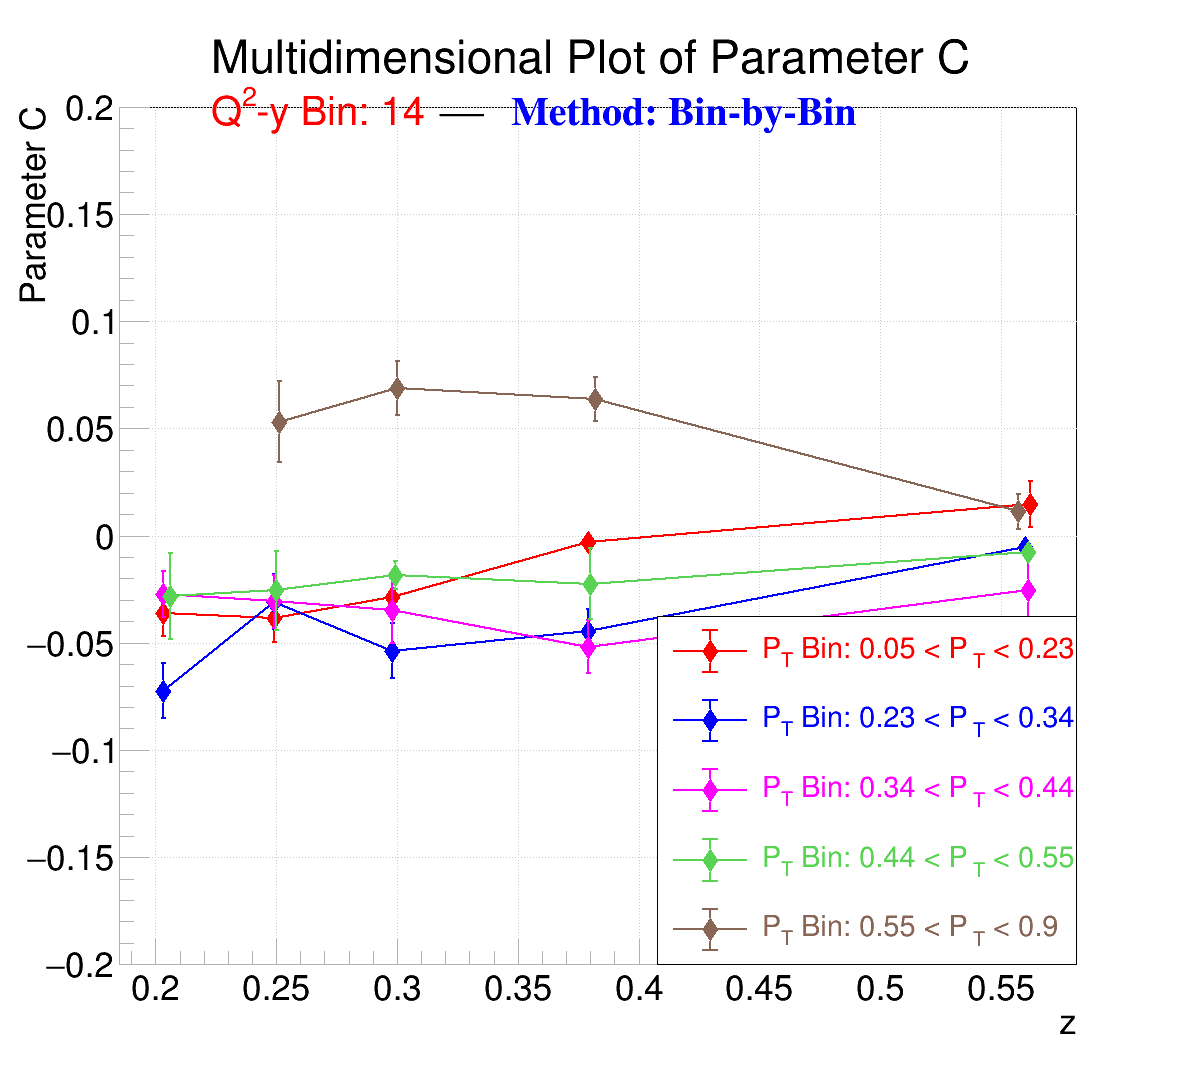 Multidimensional Plot of Parameter C
Q2-y Bin: 14 — Method: Bin-by-Bin
Parameter C
0.2
0.15
0.1
0.05
0
−0.05
−0.1
−0.15
−0.2
0.2 0.25 0.3 0.35 0.4 0.45 0.5 0.55
z
PT Bin: 0.05 < PT < 0.23
PT Bin: 0.23 < PT < 0.34
PT Bin: 0.34 < PT < 0.44
PT Bin: 0.44 < PT < 0.55
PT Bin: 0.55 < PT < 0.9